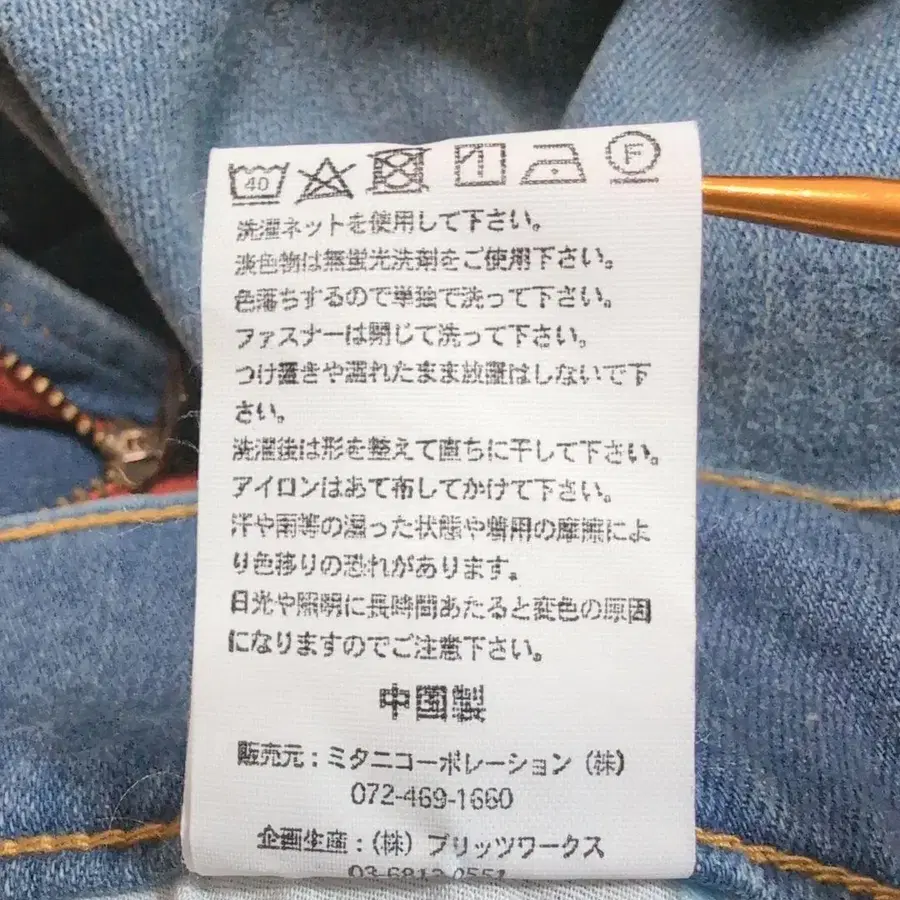 40
F
洗濯ネットを使用して下さい。
淡色物は無蛍光洗剤をご使用下さい。
色落ちするので単独で洗って下さい。
ファスナーは閉じて洗って下さい。
つけ置きや濡れたまま放置はしないで下
さい。
洗濯後は形を整えて直ちに干して下さい。
アイロンはあて布してかけて下さい。
汗や雨等の湿った状態や着用の摩擦によ
り色移りの恐れがあります。
日光や照明に長時間あたると変色の原因
になりますのでご注意下さい。
中国製
販売元：ミタニコーポレーション（株）
072-469-1660
企画生産：（株）ブリッツワークス
03-6812-0551